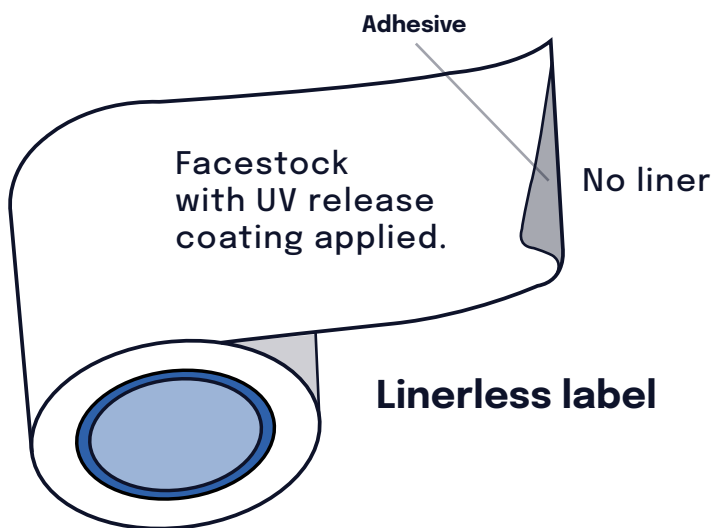 Adhesive
Facestock
with UV release
coating applied.
No liner
Linerless label